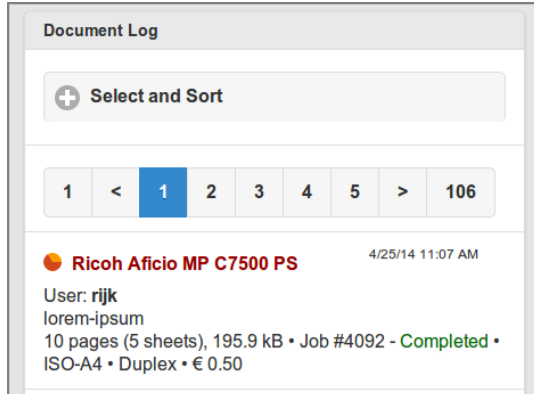 Document Log
Select and Sort
1 < 1 2 3 4 5 > 106
Ricoh Aficio MP C7500 PS 4/25/14 11:07 AM
User: rijk
lorem-ipsum
10 pages (5 sheets), 195.9 kB • Job #4092 - Completed •
ISO-A4 • Duplex • € 0.50